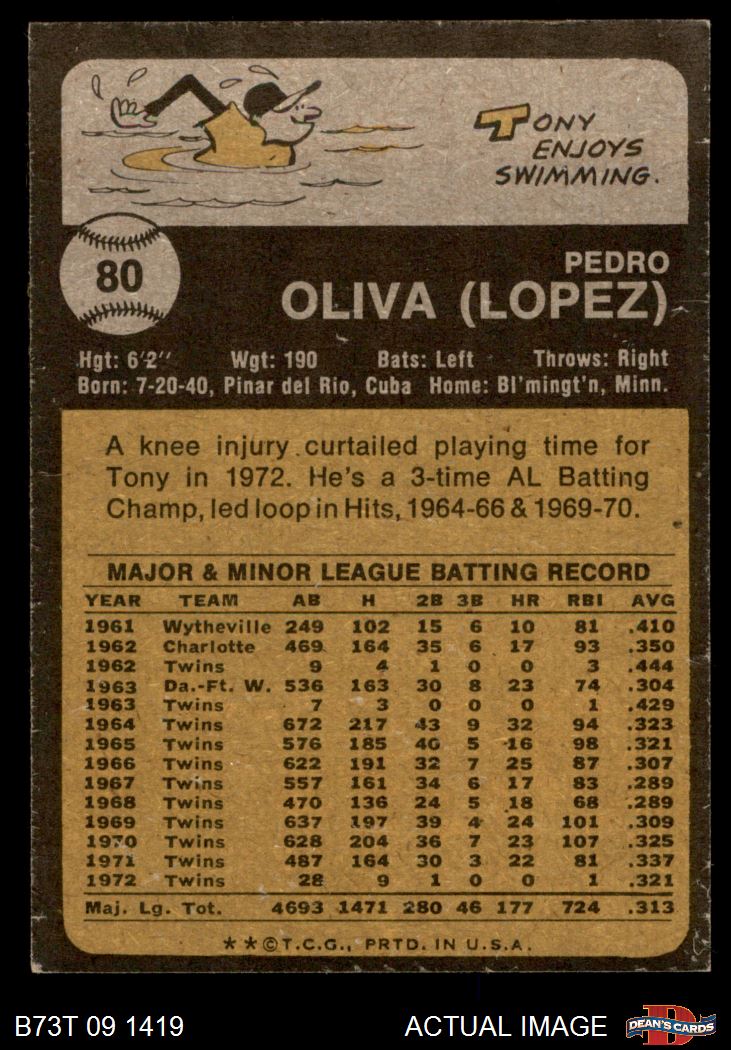 TONY
ENJOYS
SWIMMING.
80
PEDRO
OLIVA (LOPEZ)
Hgt: 6'2" Wgt: 190 Bats: Left Throws: Right
Born: 7-20-40, Pinar del Rio, Cuba Home: Bl'mingt'n, Minn.
A knee injury curtailed playing time for
Tony in 1972. He's a 3-time AL Batting
Champ, led loop in Hits, 1964-66 & 1969-70.
MAJOR & MINOR LEAGUE BATTING RECORD
YEAR TEAM AB H 2B 3B HR RBI AVG
1961 Wytheville 249 102 15 6 10 81 .410
1962 Charlotte 469 164 35 6 17 93 .350
1962 Twins 9 4 1 0 0 3 .444
1963 Da.-Ft. W. 536 163 30 8 23 74 .304
1963 Twins 7 3 0 0 0 1 .429
1964 Twins 672 217 43 9 32 94 .323
1965 Twins 576 185 40 5 16 98 .321
1966 Twins 622 191 32 7 25 87 .307
1967 Twins 557 161 34 6 17 83 .289
1968 Twins 470 136 24 5 18 68 .289
1969 Twins 637 197 39 4 24 101 .309
1970 Twins 628 204 36 7 23 107 .325
1971 Twins 487 164 30 3 22 81 .337
1972 Twins 28 9 1 0 0 1 .321
Maj. Lg. Tot. 4693 1471 280 46 177 724 .313
★★©T.C.G., PRTD. IN U.S.A.
B73T 09 1419 ACTUAL IMAGE D DEAN'S CARDS